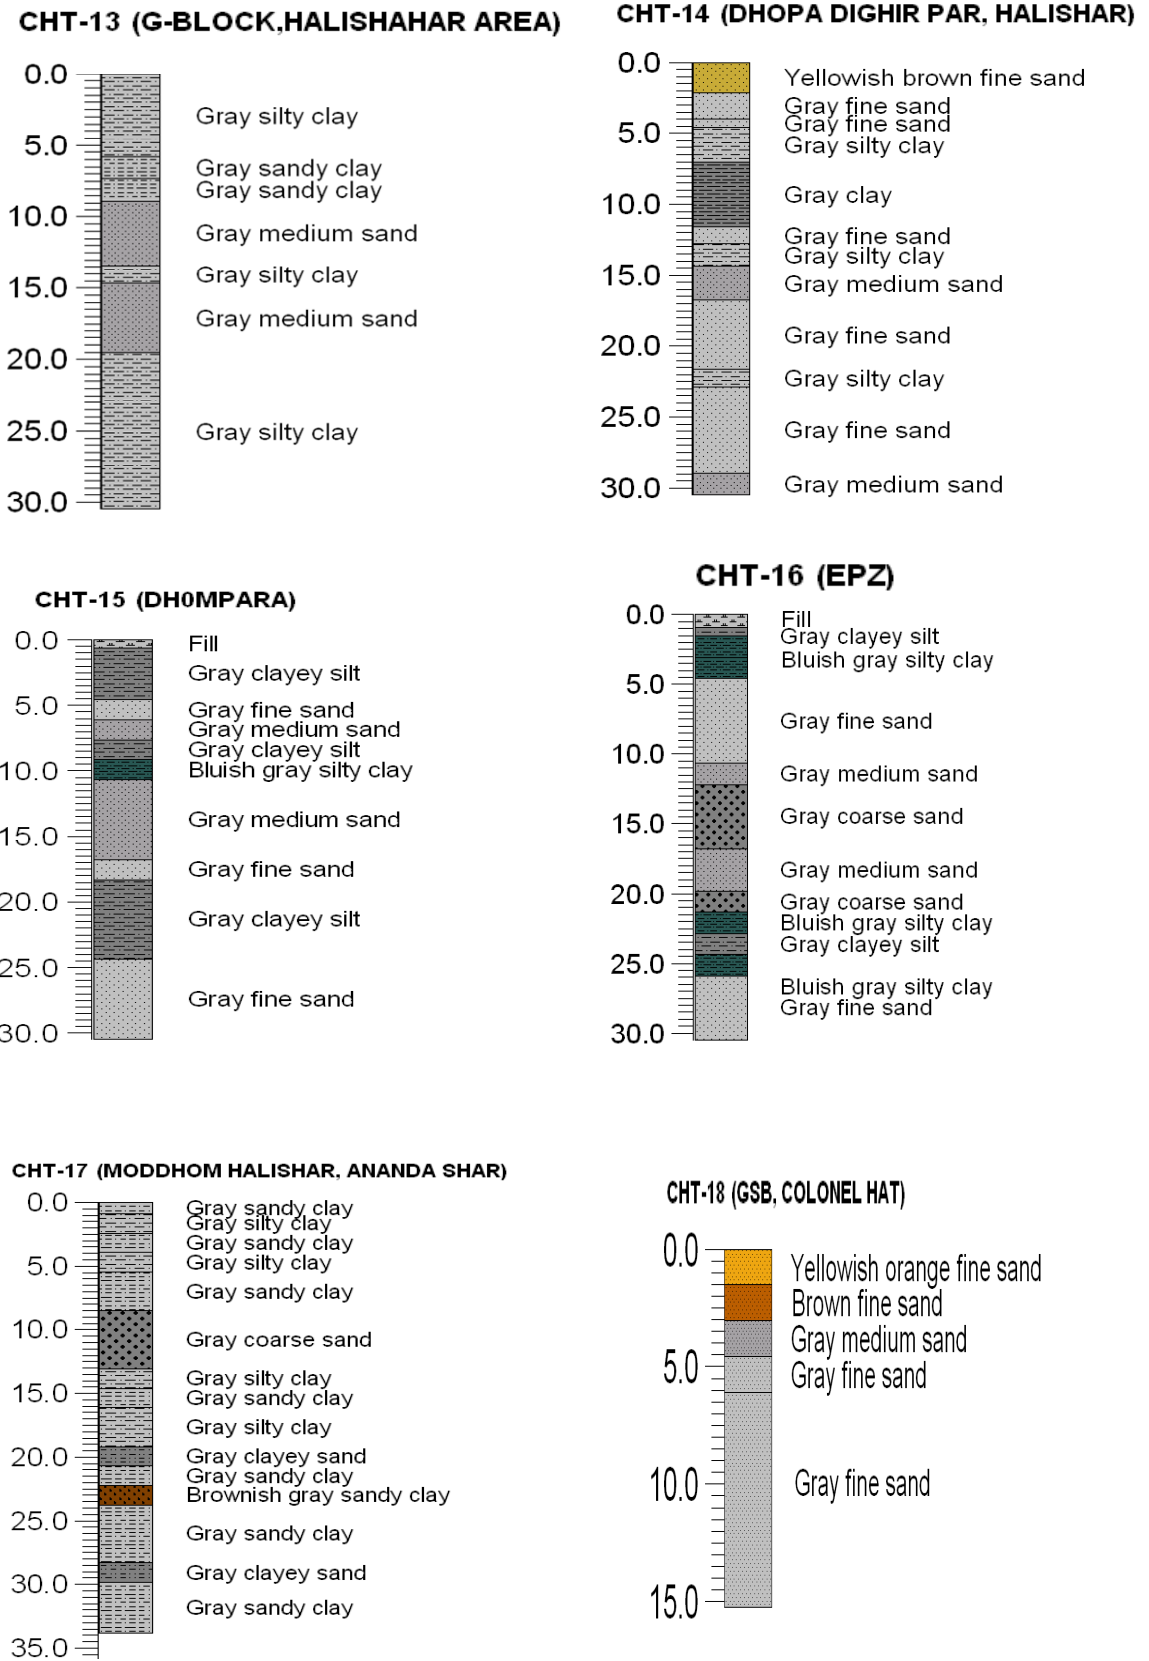 CHT-13 (G-BLOCK,HALISHAHAR AREA)
0.0
5.0
10.0
15.0
20.0
25.0
30.0
Gray silty clay
Gray sandy clay
Gray sandy clay
Gray medium sand
Gray silty clay
Gray medium sand
Gray silty clay
CHT-14 (DHOPA DIGHIR PAR, HALISHAR)
0.0
5.0
10.0
15.0
20.0
25.0
30.0
Yellowish brown fine sand
Gray fine sand
Gray fine sand
Gray silty clay
Gray clay
Gray fine sand
Gray silty clay
Gray medium sand
Gray fine sand
Gray silty clay
Gray fine sand
Gray medium sand
CHT-15 (DH0MPARA)
0.0
5.0
10.0
15.0
20.0
25.0
30.0
Fill
Gray clayey silt
Gray fine sand
Gray medium sand
Gray clayey silt
Bluish gray silty clay
Gray medium sand
Gray fine sand
Gray clayey silt
Gray fine sand
CHT-16 (EPZ)
0.0
5.0
10.0
15.0
20.0
25.0
30.0
Fill
Gray clayey silt
Bluish gray silty clay
Gray fine sand
Gray medium sand
Gray coarse sand
Gray medium sand
Gray coarse sand
Bluish gray silty clay
Gray clayey silt
Bluish gray silty clay
Gray fine sand
CHT-17 (MODDHOM HALISHAR, ANANDA SHAR)
0.0
5.0
10.0
15.0
20.0
25.0
30.0
35.0
Gray sandy clay
Gray silty clay
Gray sandy clay
Gray silty clay
Gray sandy clay
Gray coarse sand
Gray silty clay
Gray sandy clay
Gray silty clay
Gray clayey sand
Gray sandy clay
Brownish gray sandy clay
Gray sandy clay
Gray clayey sand
Gray sandy clay
CHT-18 (GSB, COLONEL HAT)
0.0
5.0
10.0
15.0
Yellowish orange fine sand
Brown fine sand
Gray medium sand
Gray fine sand
Gray fine sand